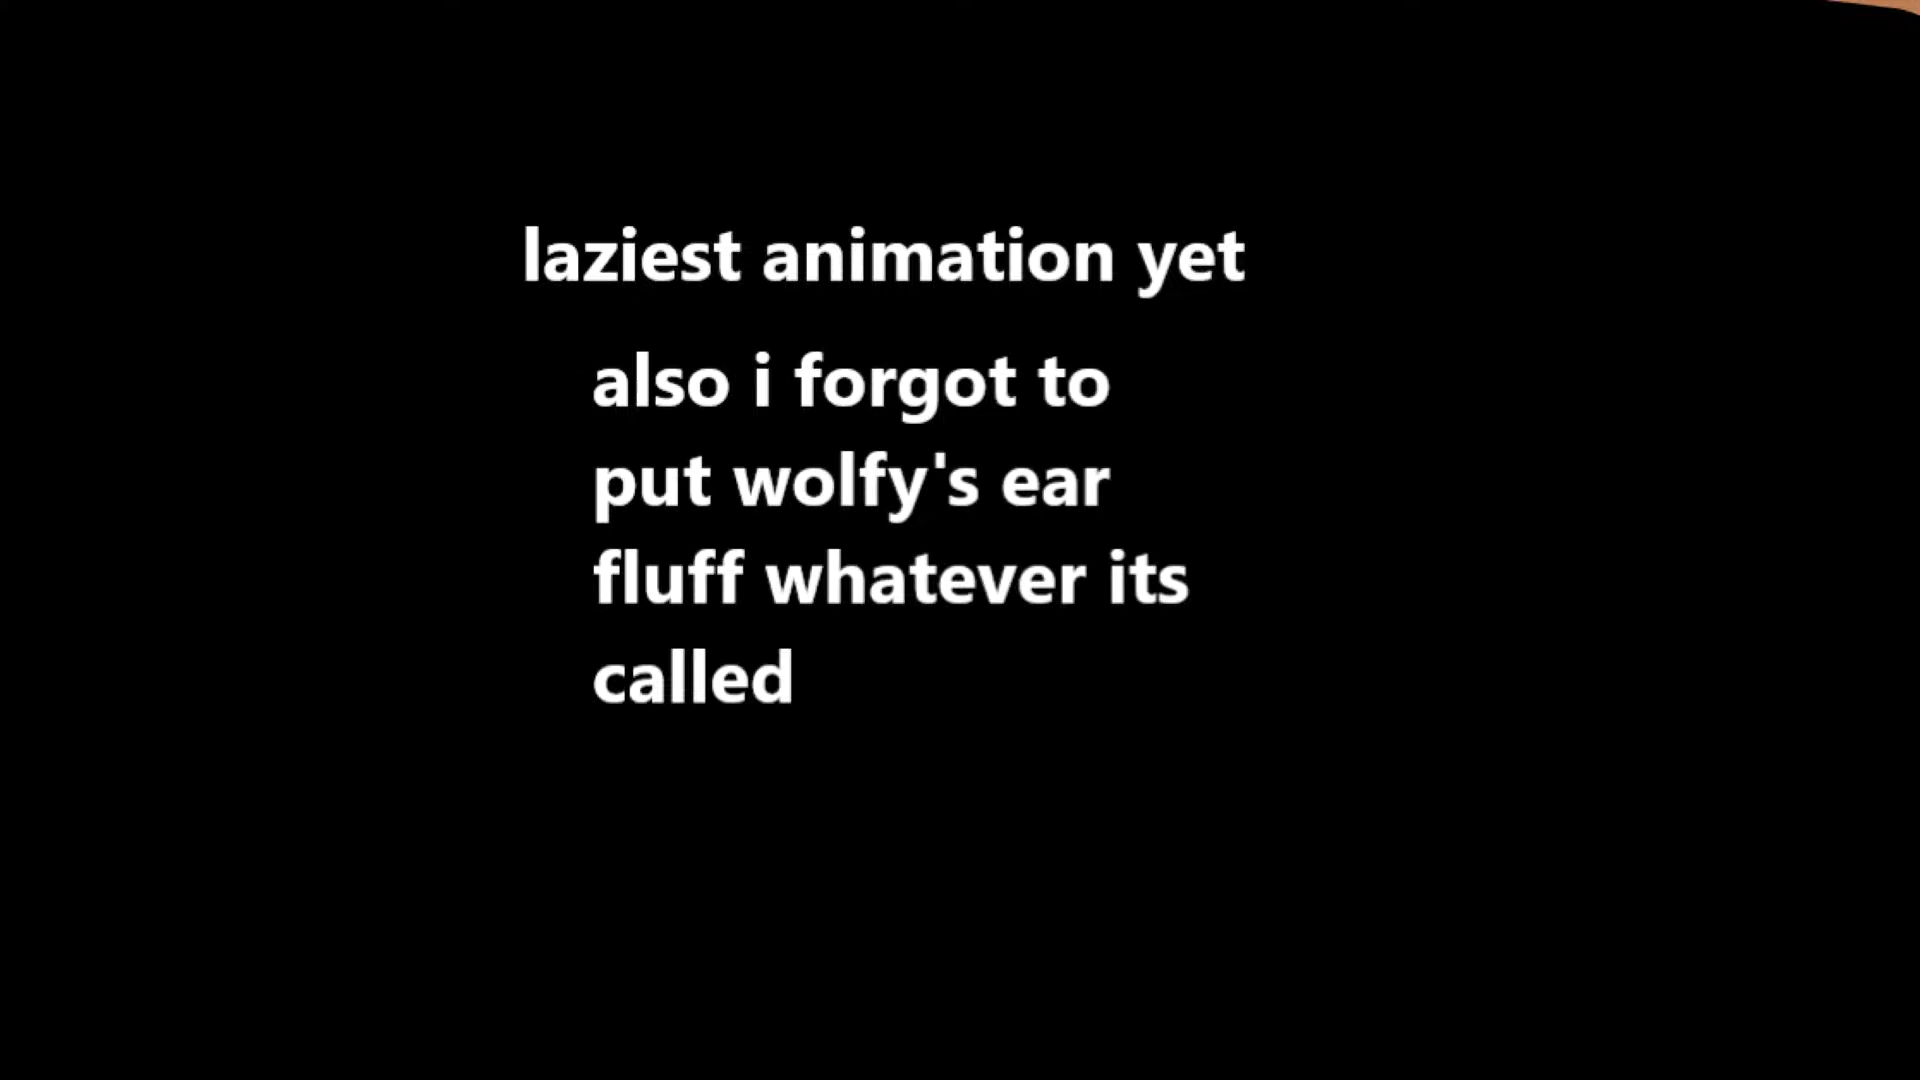 laziest animation yet
also i forgot to
put wolfy's ear
fluff whatever its
called